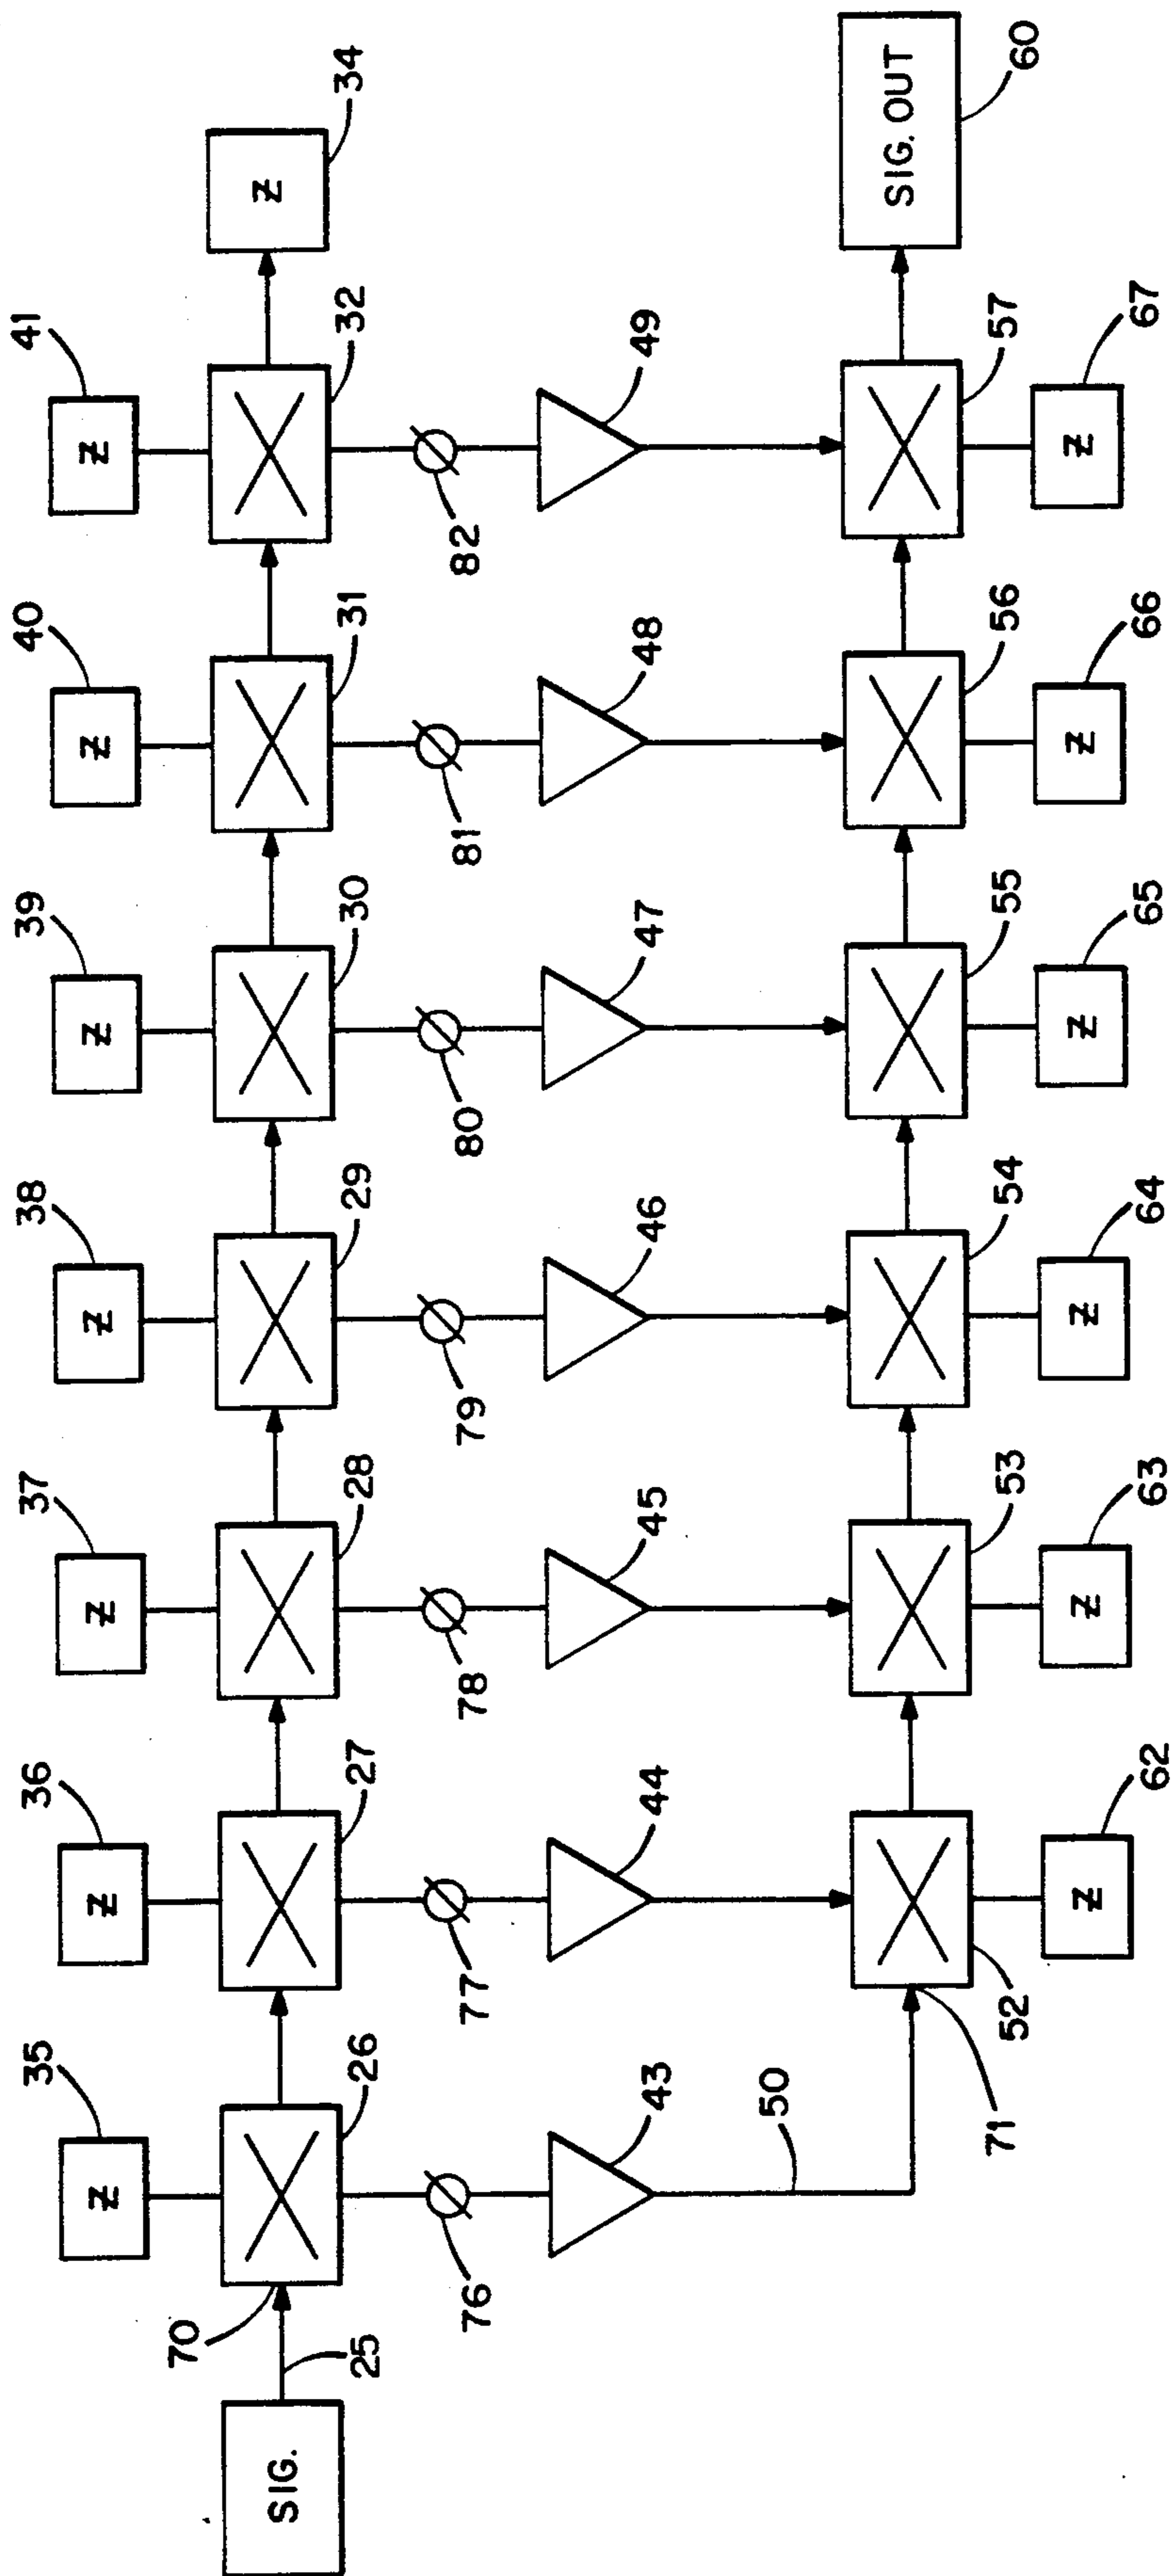 35 36 37 38 39 40 41
Z Z Z Z Z Z Z
70
SIG.
25
26 27 28 29 30 31 32
Z
34
76 77 78 79 80 81 82
43 44 45 46 47 48 49
50
71
52 53 54 55 56 57
SIG. OUT
60
Z Z Z Z Z Z
62 63 64 65 66 67